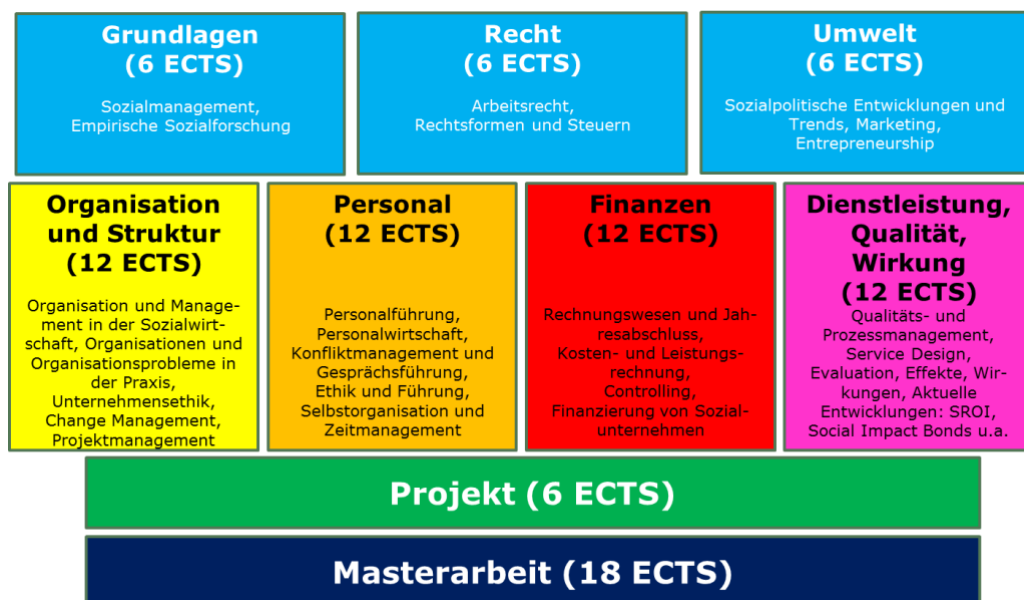 Grundlagen
(6 ECTS)
Sozialmanagement,
Empirische Sozialforschung
Recht
(6 ECTS)
Arbeitsrecht,
Rechtsformen und Steuern
Umwelt
(6 ECTS)
Sozialpolitische Entwicklungen und
Trends, Marketing,
Entrepreneurship
Organisation
und Struktur
(12 ECTS)
Organisation und Manage-
ment in der Sozialwirt-
schaft, Organisationen und
Organisationsprobleme in
der Praxis,
Unternehmensethik,
Change Management,
Projektmanagement
Personal
(12 ECTS)
Personalführung,
Personalwirtschaft,
Konfliktmanagement und
Gesprächsführung,
Ethik und Führung,
Selbstorganisation und
Zeitmanagement
Finanzen
(12 ECTS)
Rechnungswesen und Jah-
resabschluss,
Kosten- und Leistungs-
rechnung,
Controlling,
Finanzierung von Sozial-
unternehmen
Dienstleistung,
Qualität,
Wirkung
(12 ECTS)
Qualitäts- und
Prozessmanagement,
Service Design,
Evaluation, Effekte, Wir-
kungen, Aktuelle
Entwicklungen: SROI,
Social Impact Bonds u.a.
Projekt (6 ECTS)
Masterarbeit (18 ECTS)